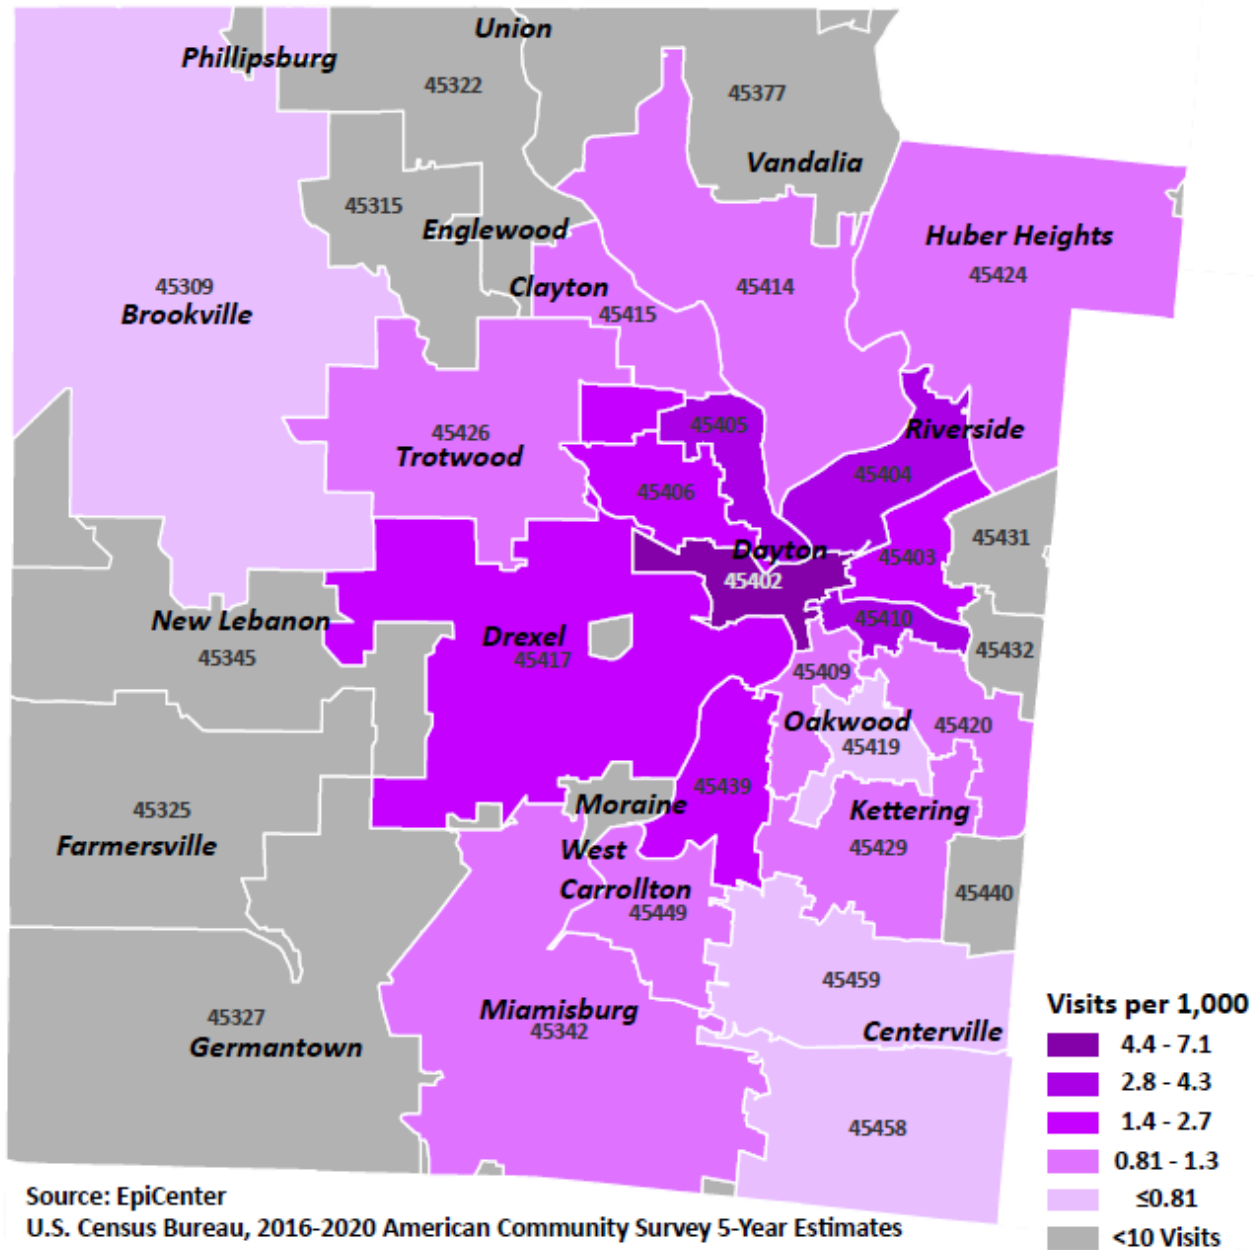 Union
Phillipsburg
45322
45377
Vandalia
45315
Englewood
Huber Heights
45424
45309
Brookville
Clayton
45415
45414
45426
Trotwood
45405
Riverside
45404
45406
45431
Dayton
45403
45402
New Lebanon
45345
Drexel
45417
45410
45432
45409
Oakwood
45419
45420
45439
Moraine
45325
Farmersville
Kettering
45429
West
Carrollton
45449
45440
45459
Miamisburg
45342
45327
Germantown
Centerville
45458
Visits per 1,000
4.4 - 7.1
2.8 - 4.3
1.4 - 2.7
0.81 - 1.3
≤0.81
<10 Visits
Source: EpiCenter
U.S. Census Bureau, 2016-2020 American Community Survey 5-Year Estimates